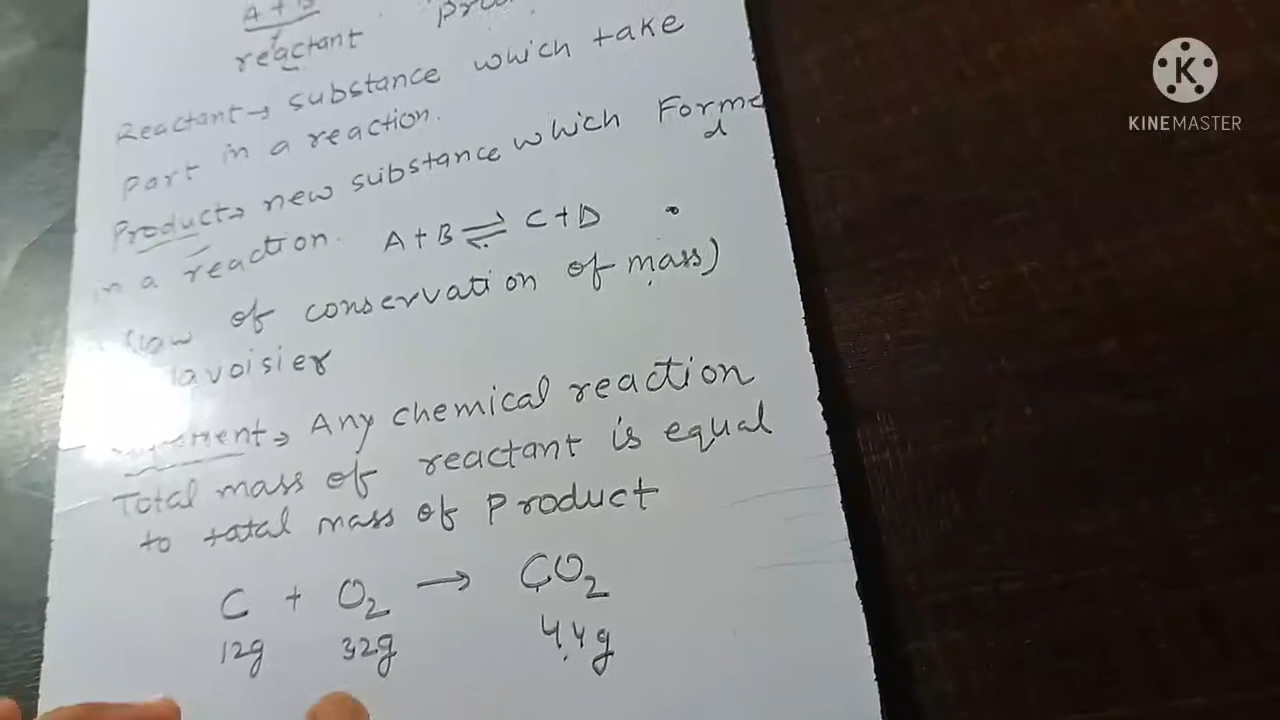 A + B
reactant
Reactant → substance which take
part in a reaction.
Product → new substance which Forme
d
in a reaction. A + B ⇌ C + D
of conservation of mass)
lavoisier
Any chemical reaction
Total mass of reactant is equal
to total mass of Product
C + O₂ → CO₂
12g 32g 44g
K
KINEMASTER